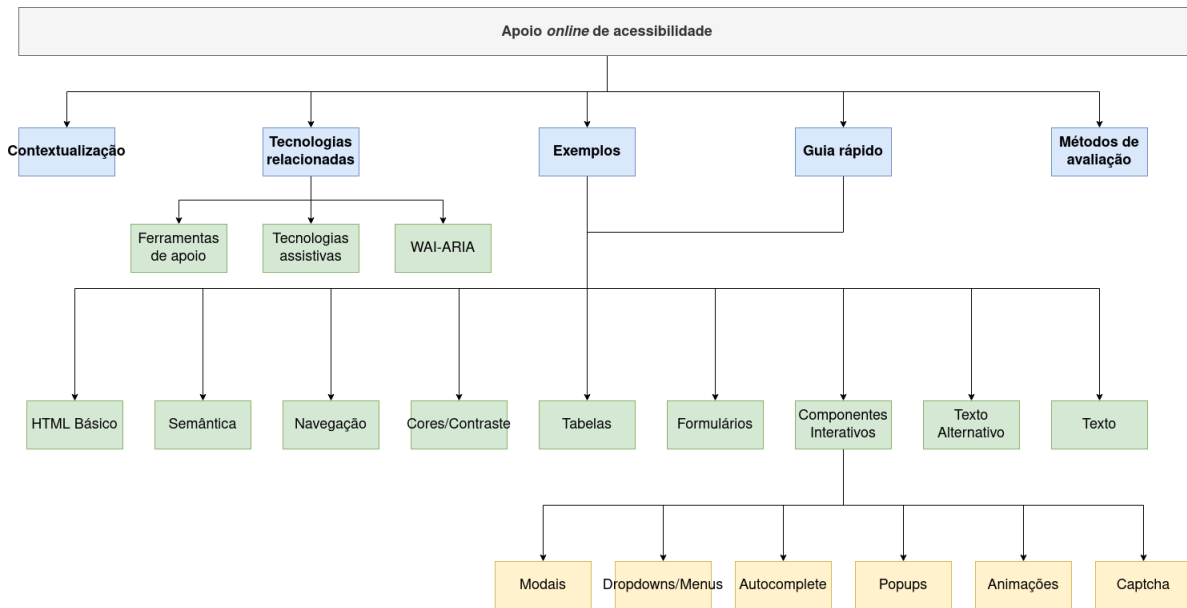 Apoio online de acessibilidade
Contextualização
Tecnologias
relacionadas
Exemplos
Guia rápido
Métodos de
avaliação
Ferramentas
de apoio
Tecnologias
assistivas
WAI-ARIA
HTML Básico
Semântica
Navegação
Cores/Contraste
Tabelas
Formulários
Componentes
Interativos
Texto
Alternativo
Texto
Modais
Dropdowns/Menus
Autocomplete
Popups
Animações
Captcha